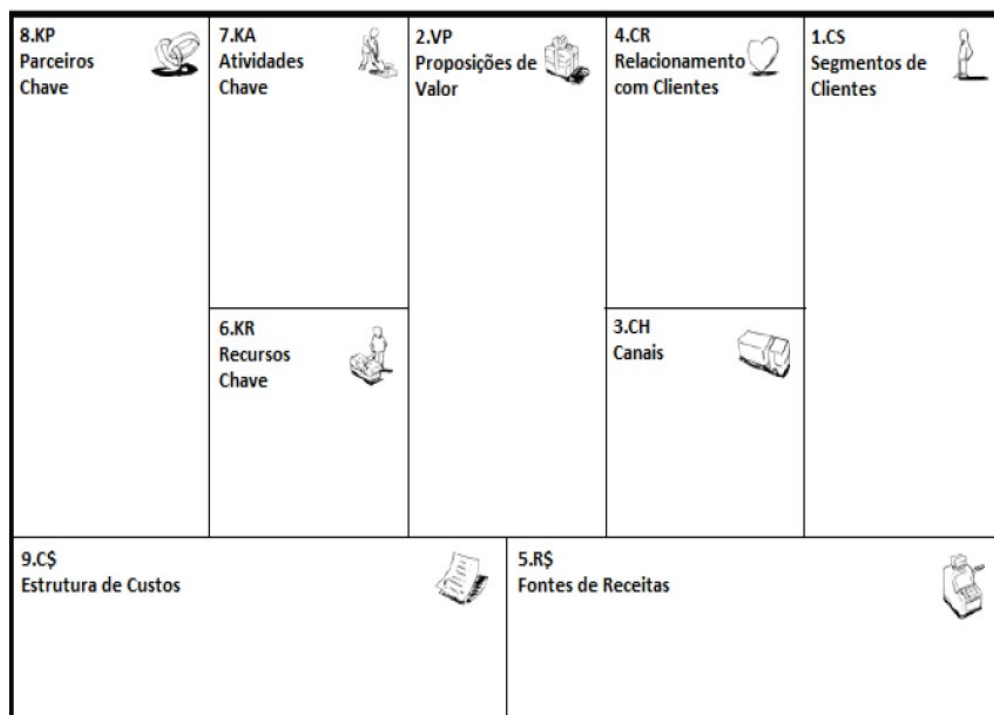 8.KP
Parceiros
Chave
7.KA
Atividades
Chave
2.VP
Proposições de
Valor
4.CR
Relacionamento
com Clientes
1.CS
Segmentos de
Clientes
6.KR
Recursos
Chave
3.CH
Canais
9.C$
Estrutura de Custos
5.R$
Fontes de Receitas